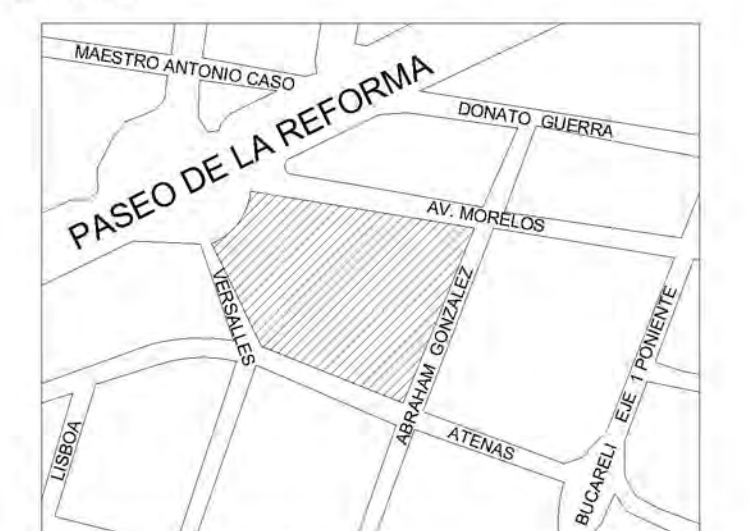 MAESTRO ANTONIO CASO
PASEO DE LA REFORMA
DONATO GUERRA
AV. MORELOS
VERSALLES
ABRAHAM GONZALEZ
EJE 1 PONIENTE
BUCARELI
ATENAS
LISBOA